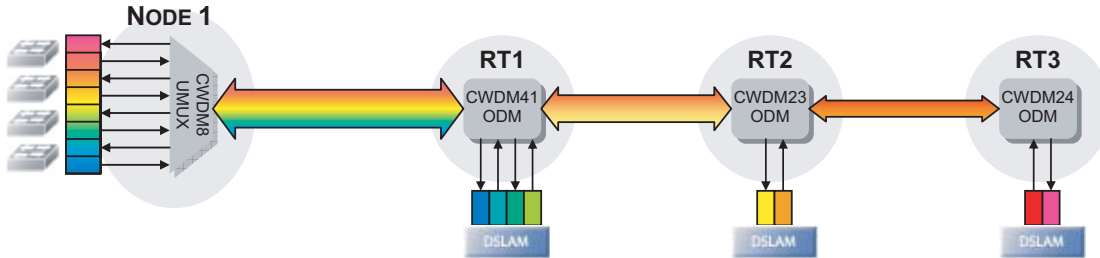 NODE 1
CWDM8
UMUX
RT1
CWDM41
ODM
DSLAM
RT2
CWDM23
ODM
DSLAM
RT3
CWDM24
ODM
DSLAM